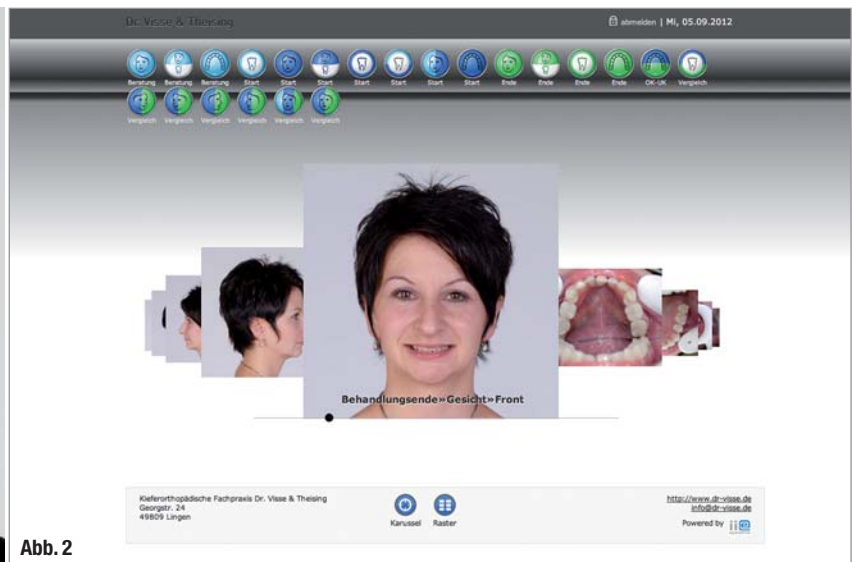 Dr. Visse & Theising
abmelden | Mi, 05.09.2012
Beratung Beratung Beratung Start Start Start Start Start Start Start Ende Ende Ende Ende OK-UK Vergleich
Vergleich Vergleich Vergleich Vergleich Vergleich Vergleich
Behandlungsende»Gesicht»Front
Kieferorthopädische Fachpraxis Dr. Visse & Theising
Georgstr. 24
49809 Lingen
Karussel Raster
http://www.dr-visse.de
info@dr-visse.de
Powered by
Abb. 2